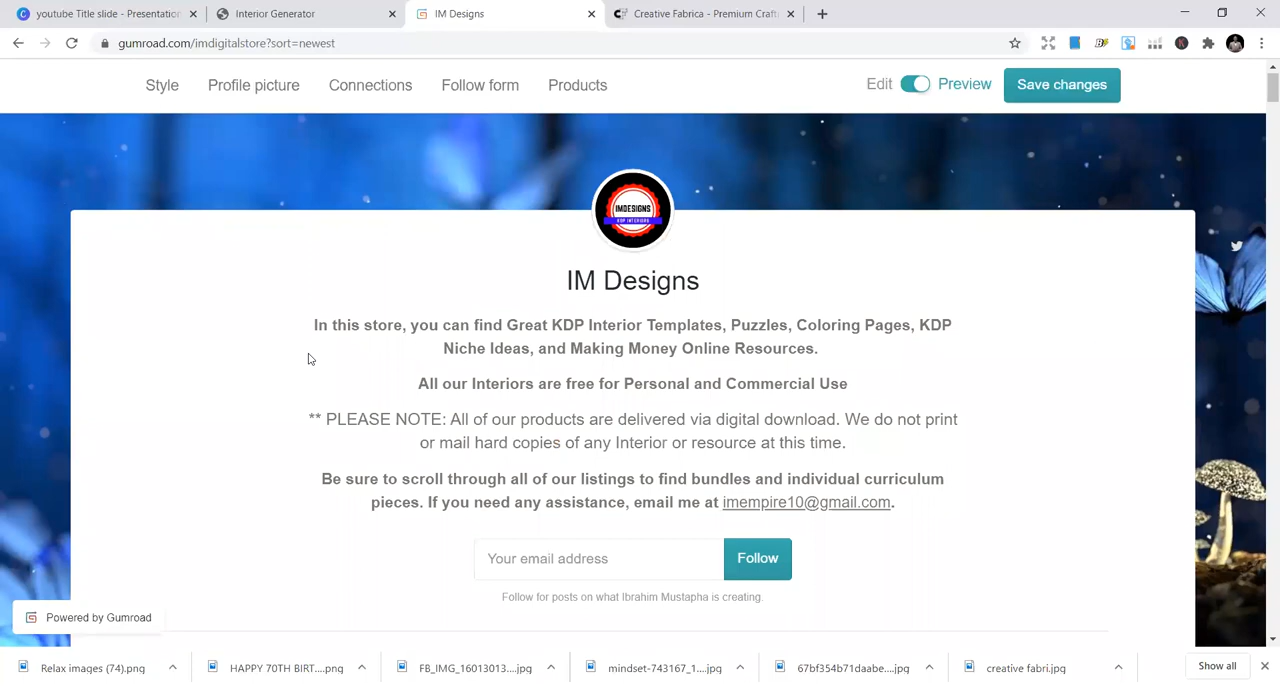 youtube Title slide - Presentation
Interior Generator
IM Designs
Creative Fabrica - Premium Craft
gumroad.com/imdigitalstore?sort=newest
Style Profile picture Connections Follow form Products
Edit Preview Save changes
IMDESIGNS
KDP INTERIORS
IM Designs
In this store, you can find Great KDP Interior Templates, Puzzles, Coloring Pages, KDP
Niche Ideas, and Making Money Online Resources.
All our Interiors are free for Personal and Commercial Use
** PLEASE NOTE: All of our products are delivered via digital download. We do not print
or mail hard copies of any Interior or resource at this time.
Be sure to scroll through all of our listings to find bundles and individual curriculum
pieces. If you need any assistance, email me at imempire10@gmail.com.
Your email address Follow
Follow for posts on what Ibrahim Mustapha is creating.
Powered by Gumroad
Relax images (74).png
HAPPY 70TH BIRT....png
FB_IMG_16013013....jpg
mindset-743167_1....jpg
67bf354b71daabe....jpg
creative fabri.jpg
Show all